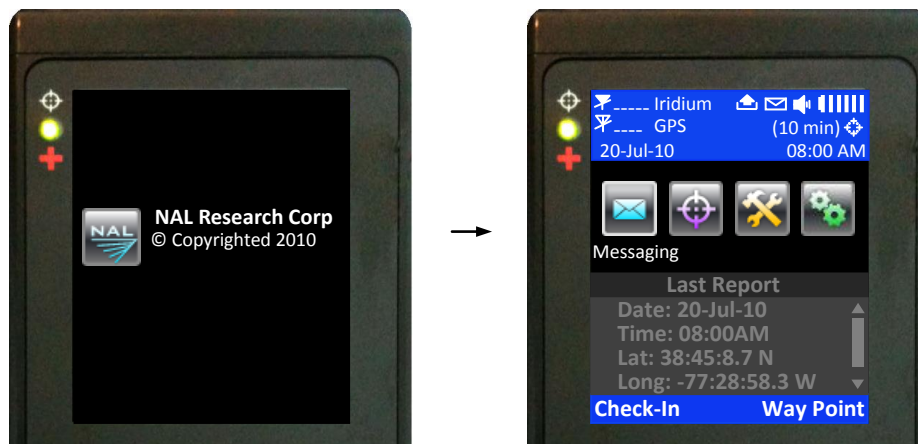 NAL
NAL Research Corp
© Copyrighted 2010
_____ Iridium
____ GPS
(10 min)
20-Jul-10
08:00 AM
Messaging
Last Report
Date: 20-Jul-10
Time: 08:00AM
Lat: 38:45:8.7 N
Long: -77:28:58.3 W
Check-In
Way Point